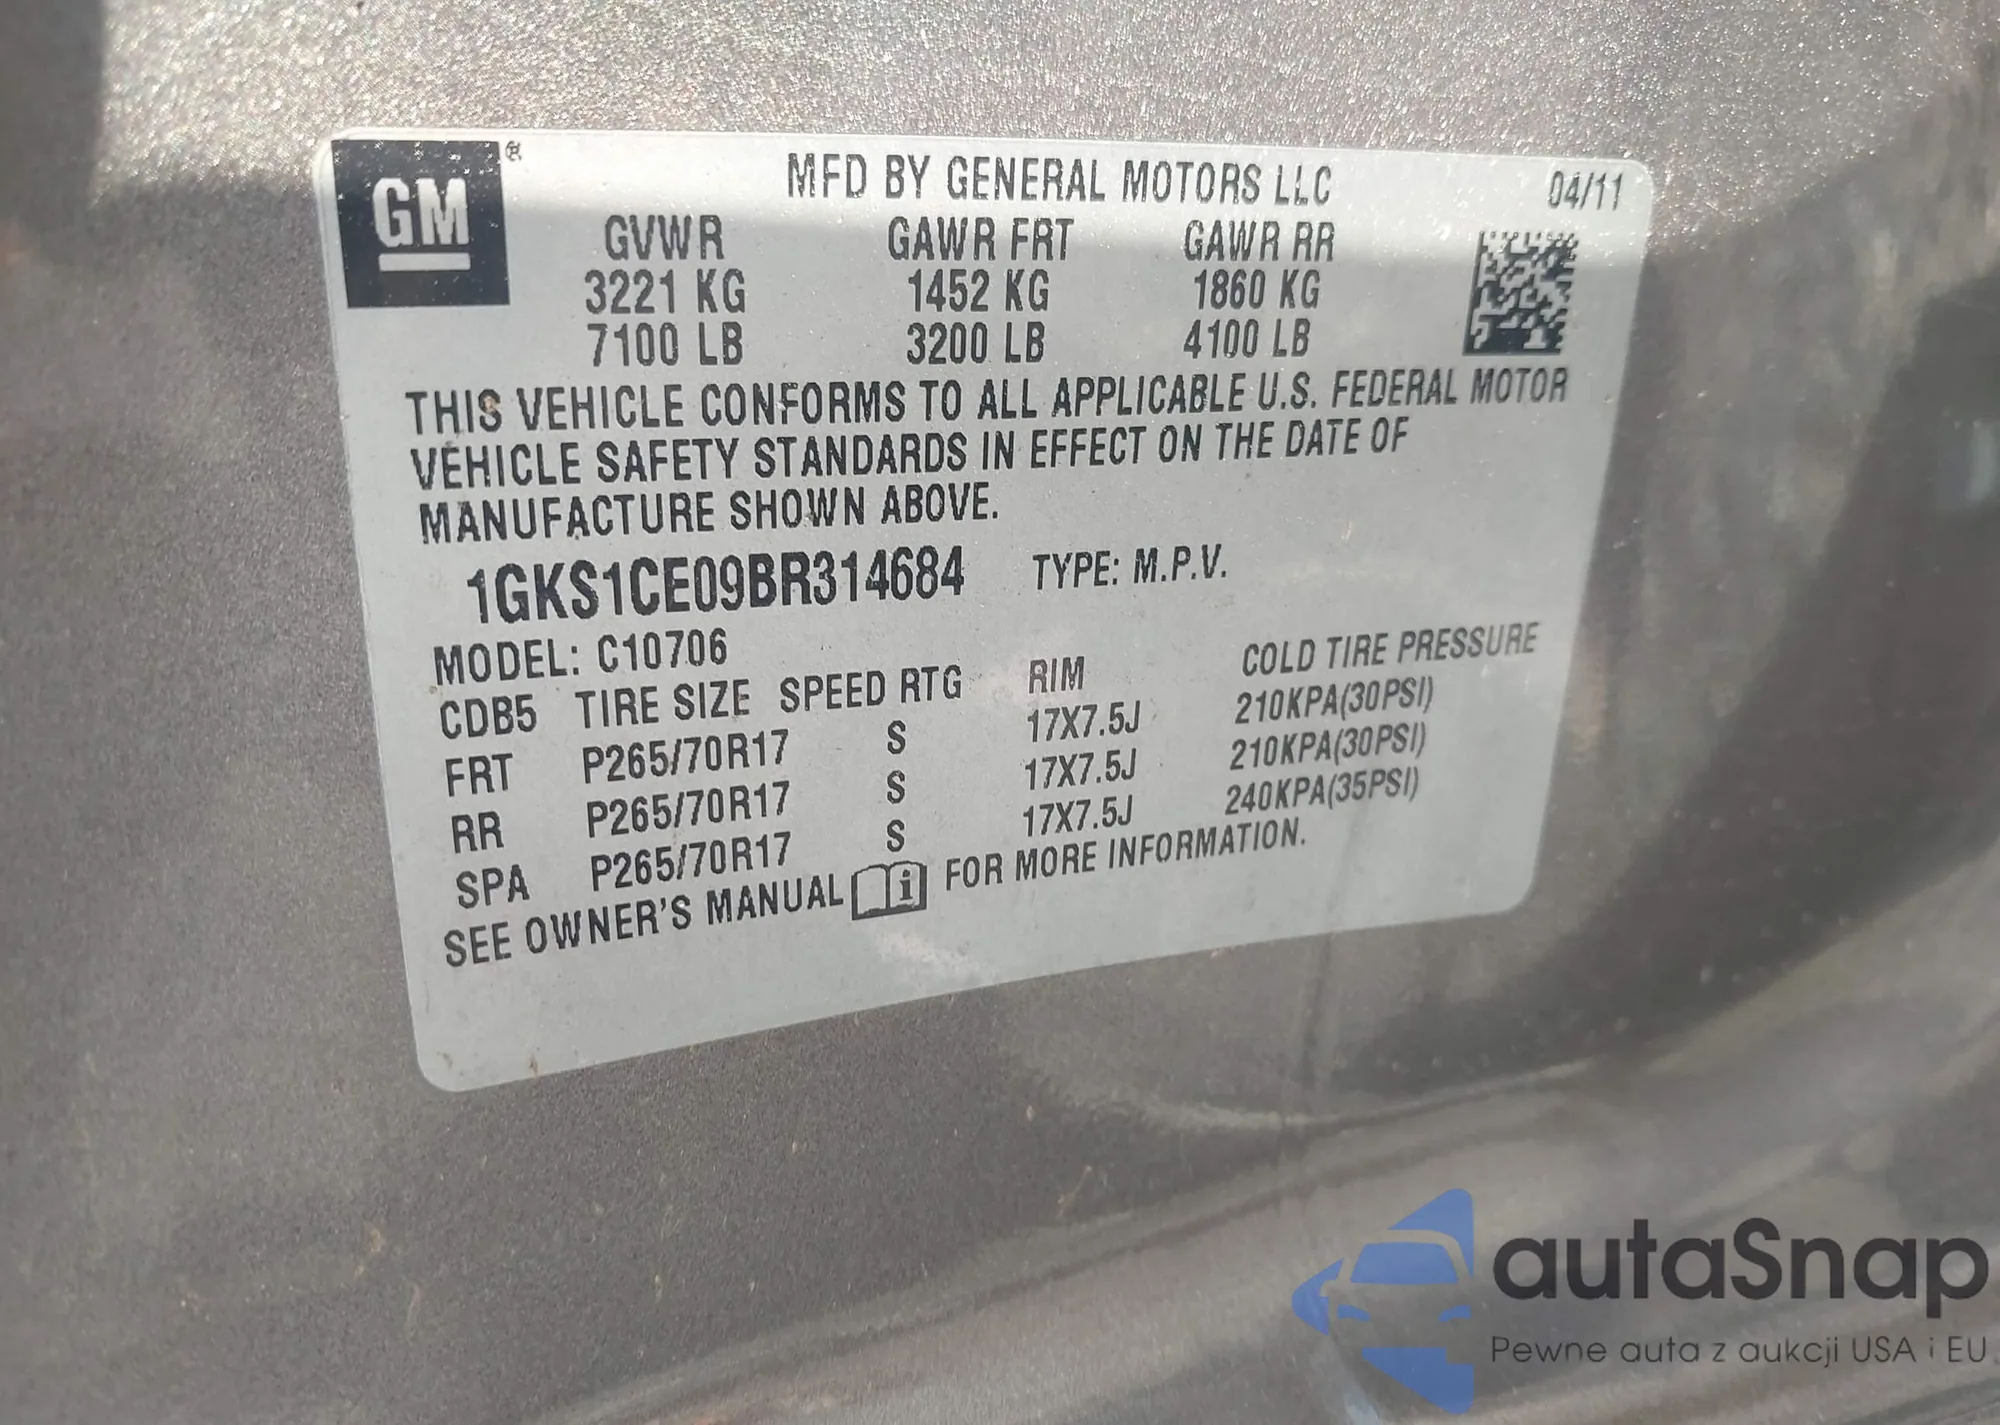 GM ®
MFD BY GENERAL MOTORS LLC 04/11
GVWR GAWR FRT GAWR RR
3221 KG 1452 KG 1860 KG
7100 LB 3200 LB 4100 LB
THIS VEHICLE CONFORMS TO ALL APPLICABLE U.S. FEDERAL MOTOR
VEHICLE SAFETY STANDARDS IN EFFECT ON THE DATE OF
MANUFACTURE SHOWN ABOVE.
1GKS1CE09BR314684 TYPE: M.P.V.
MODEL: C10706
CDB5 TIRE SIZE SPEED RTG RIM COLD TIRE PRESSURE
FRT P265/70R17 S 17X7.5J 210KPA(30PSI)
RR P265/70R17 S 17X7.5J 210KPA(30PSI)
SPA P265/70R17 S 17X7.5J 240KPA(35PSI)
SEE OWNER'S MANUAL i FOR MORE INFORMATION.
autaSnap
Pewne auta z aukcji USA i EU